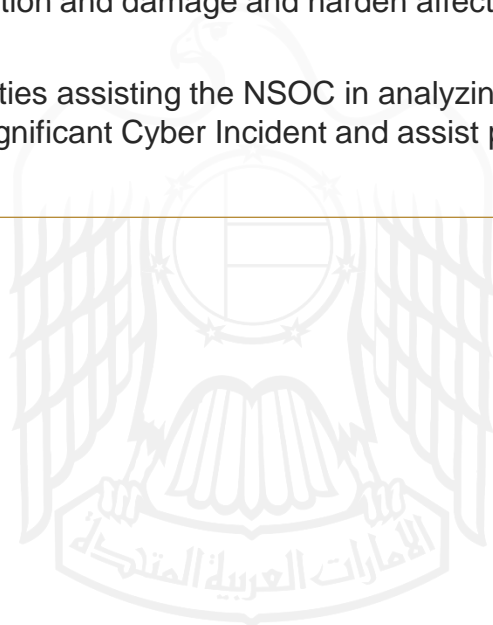 tion and damage and harden affect
ties assisting the NSOC in analyzin
gnificant Cyber Incident and assist p
الإمارات العربية المتحدة